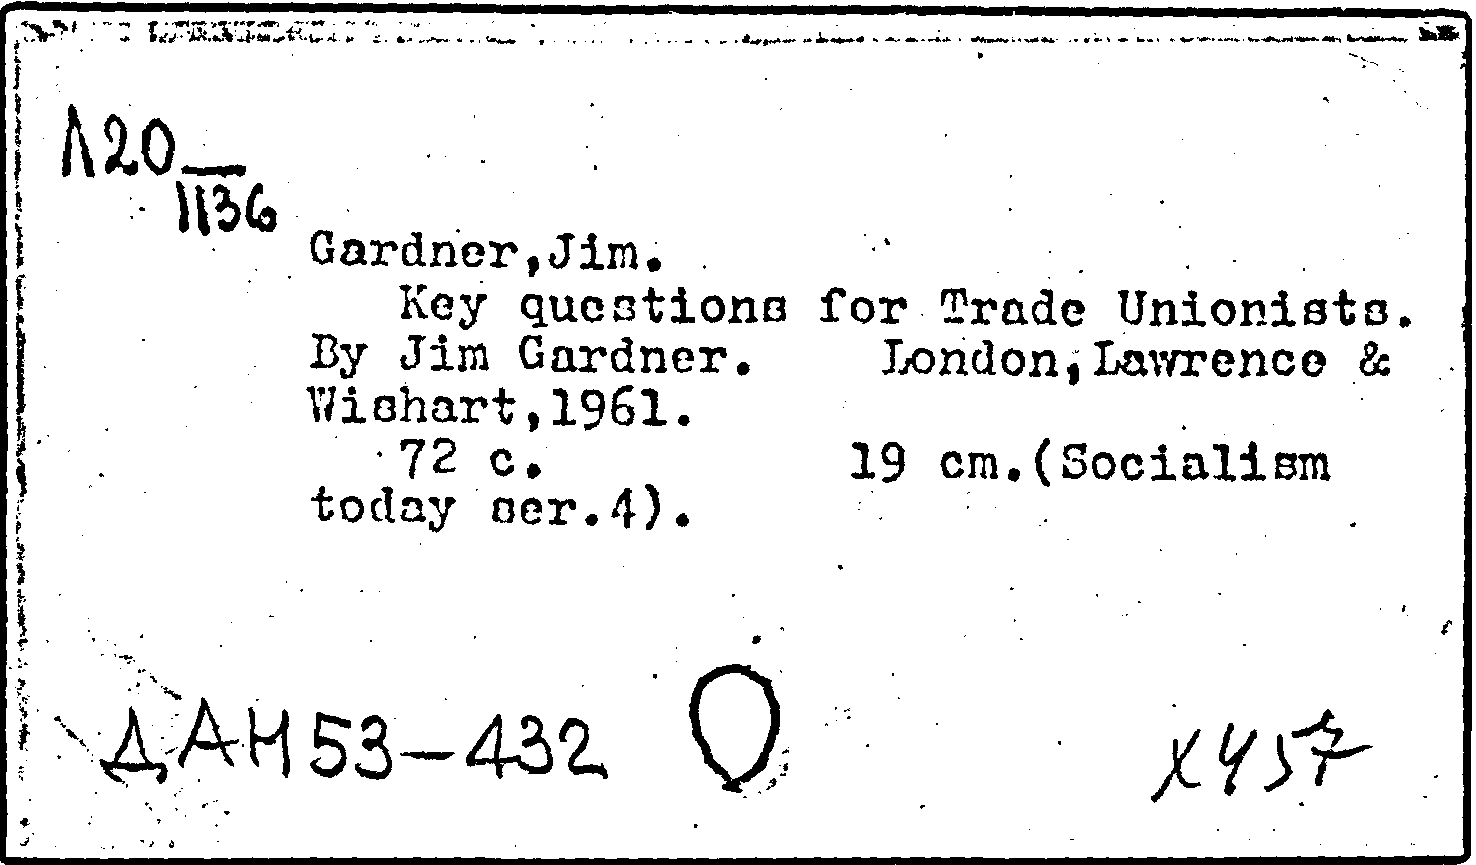 Л20
1136
Gardner,Jim.
Key questions for Trade Unionists.
By Jim Gardner. London,Lawrence &
Wishart,1961.
72 c. 19 cm.(Socialism
today ser.4).
ДАН53-432